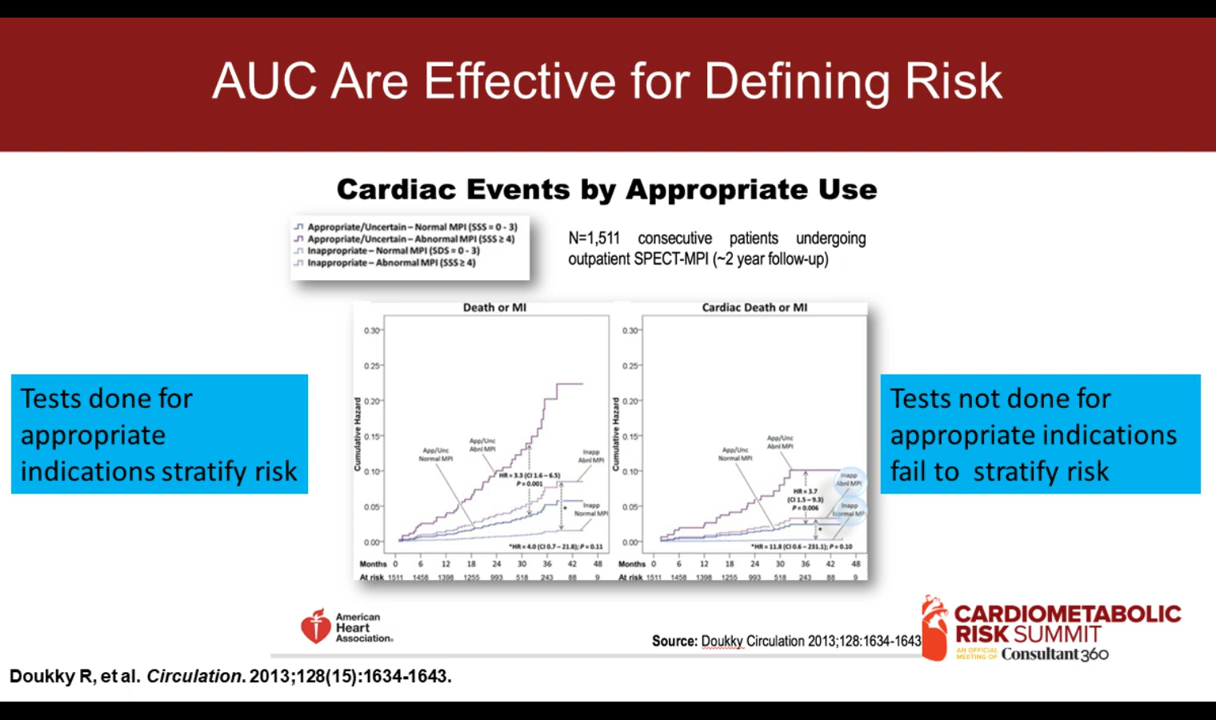 AUC Are Effective for Defining Risk
Cardiac Events by Appropriate Use
Appropriate/Uncertain – Normal MPI (SSS = 0 - 3)
Appropriate/Uncertain – Abnormal MPI (SSS ≥ 4)
Inappropriate – Normal MPI (SDS = 0 - 3)
Inappropriate – Abnormal MPI (SSS ≥ 4)
N=1,511 consecutive patients undergoing
outpatient SPECT-MPI (~2 year follow-up)
Tests done for
appropriate
indications stratify risk
Death or MI
Cumulative Hazard
0.30
0.25
0.20
0.15
0.10
0.05
0.00
App/Unc
Normal MPI
App/Unc
Abnl MPI
Inapp
Abnl MPI
HR = 3.3 (CI 1.6 – 6.5)
P = 0.001
Inapp
Normal MPI
*
*HR = 4.0 (CI 0.7 – 21.8); P = 0.11
Months 0 6 12 18 24 30 36 42 48
At risk 1511 1458 1398 1255 993 518 243 88 9
Cardiac Death or MI
Cumulative Hazard
0.30
0.25
0.20
0.15
0.10
0.05
0.00
App/Unc
Normal MPI
App/Unc
Abnl MPI
Inapp
Abnl MPI
HR = 3.7
(CI 1.5 – 9.3)
P = 0.006
Inapp
Normal MPI
*
*HR = 11.8 (CI 0.6 – 231.1); P = 0.10
Months 0 6 12 18 24 30 36 42 48
At risk 1511 1458 1398 1255 993 518 243 88 9
Tests not done for
appropriate indications
fail to stratify risk
American
Heart
Association®
Source: Doukky Circulation 2013;128:1634-1643
CARDIOMETABOLIC
RISK SUMMIT
AN OFFICIAL
MEETING OF Consultant360
Doukky R, et al. Circulation. 2013;128(15):1634-1643.